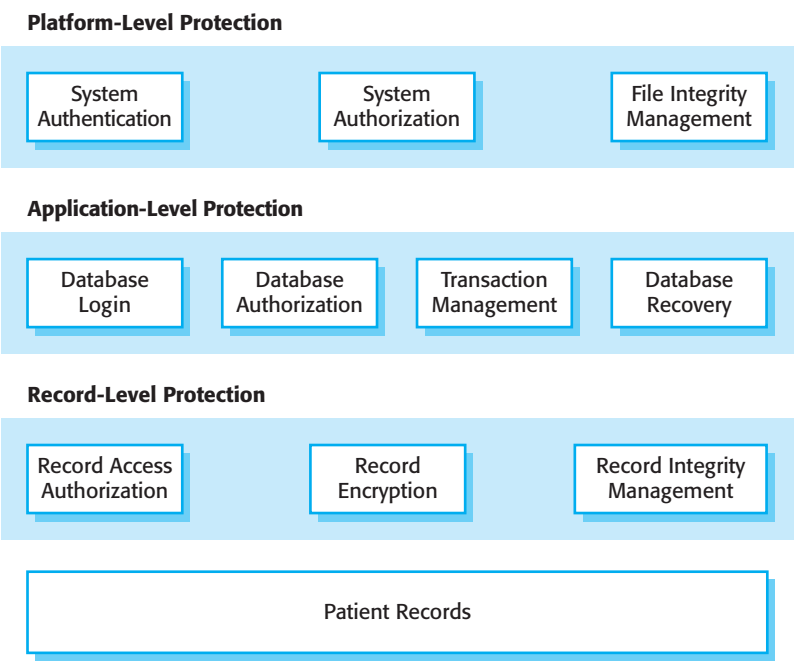 Platform-Level Protection
System
Authentication
System
Authorization
File Integrity
Management
Application-Level Protection
Database
Login
Database
Authorization
Transaction
Management
Database
Recovery
Record-Level Protection
Record Access
Authorization
Record
Encryption
Record Integrity
Management
Patient Records